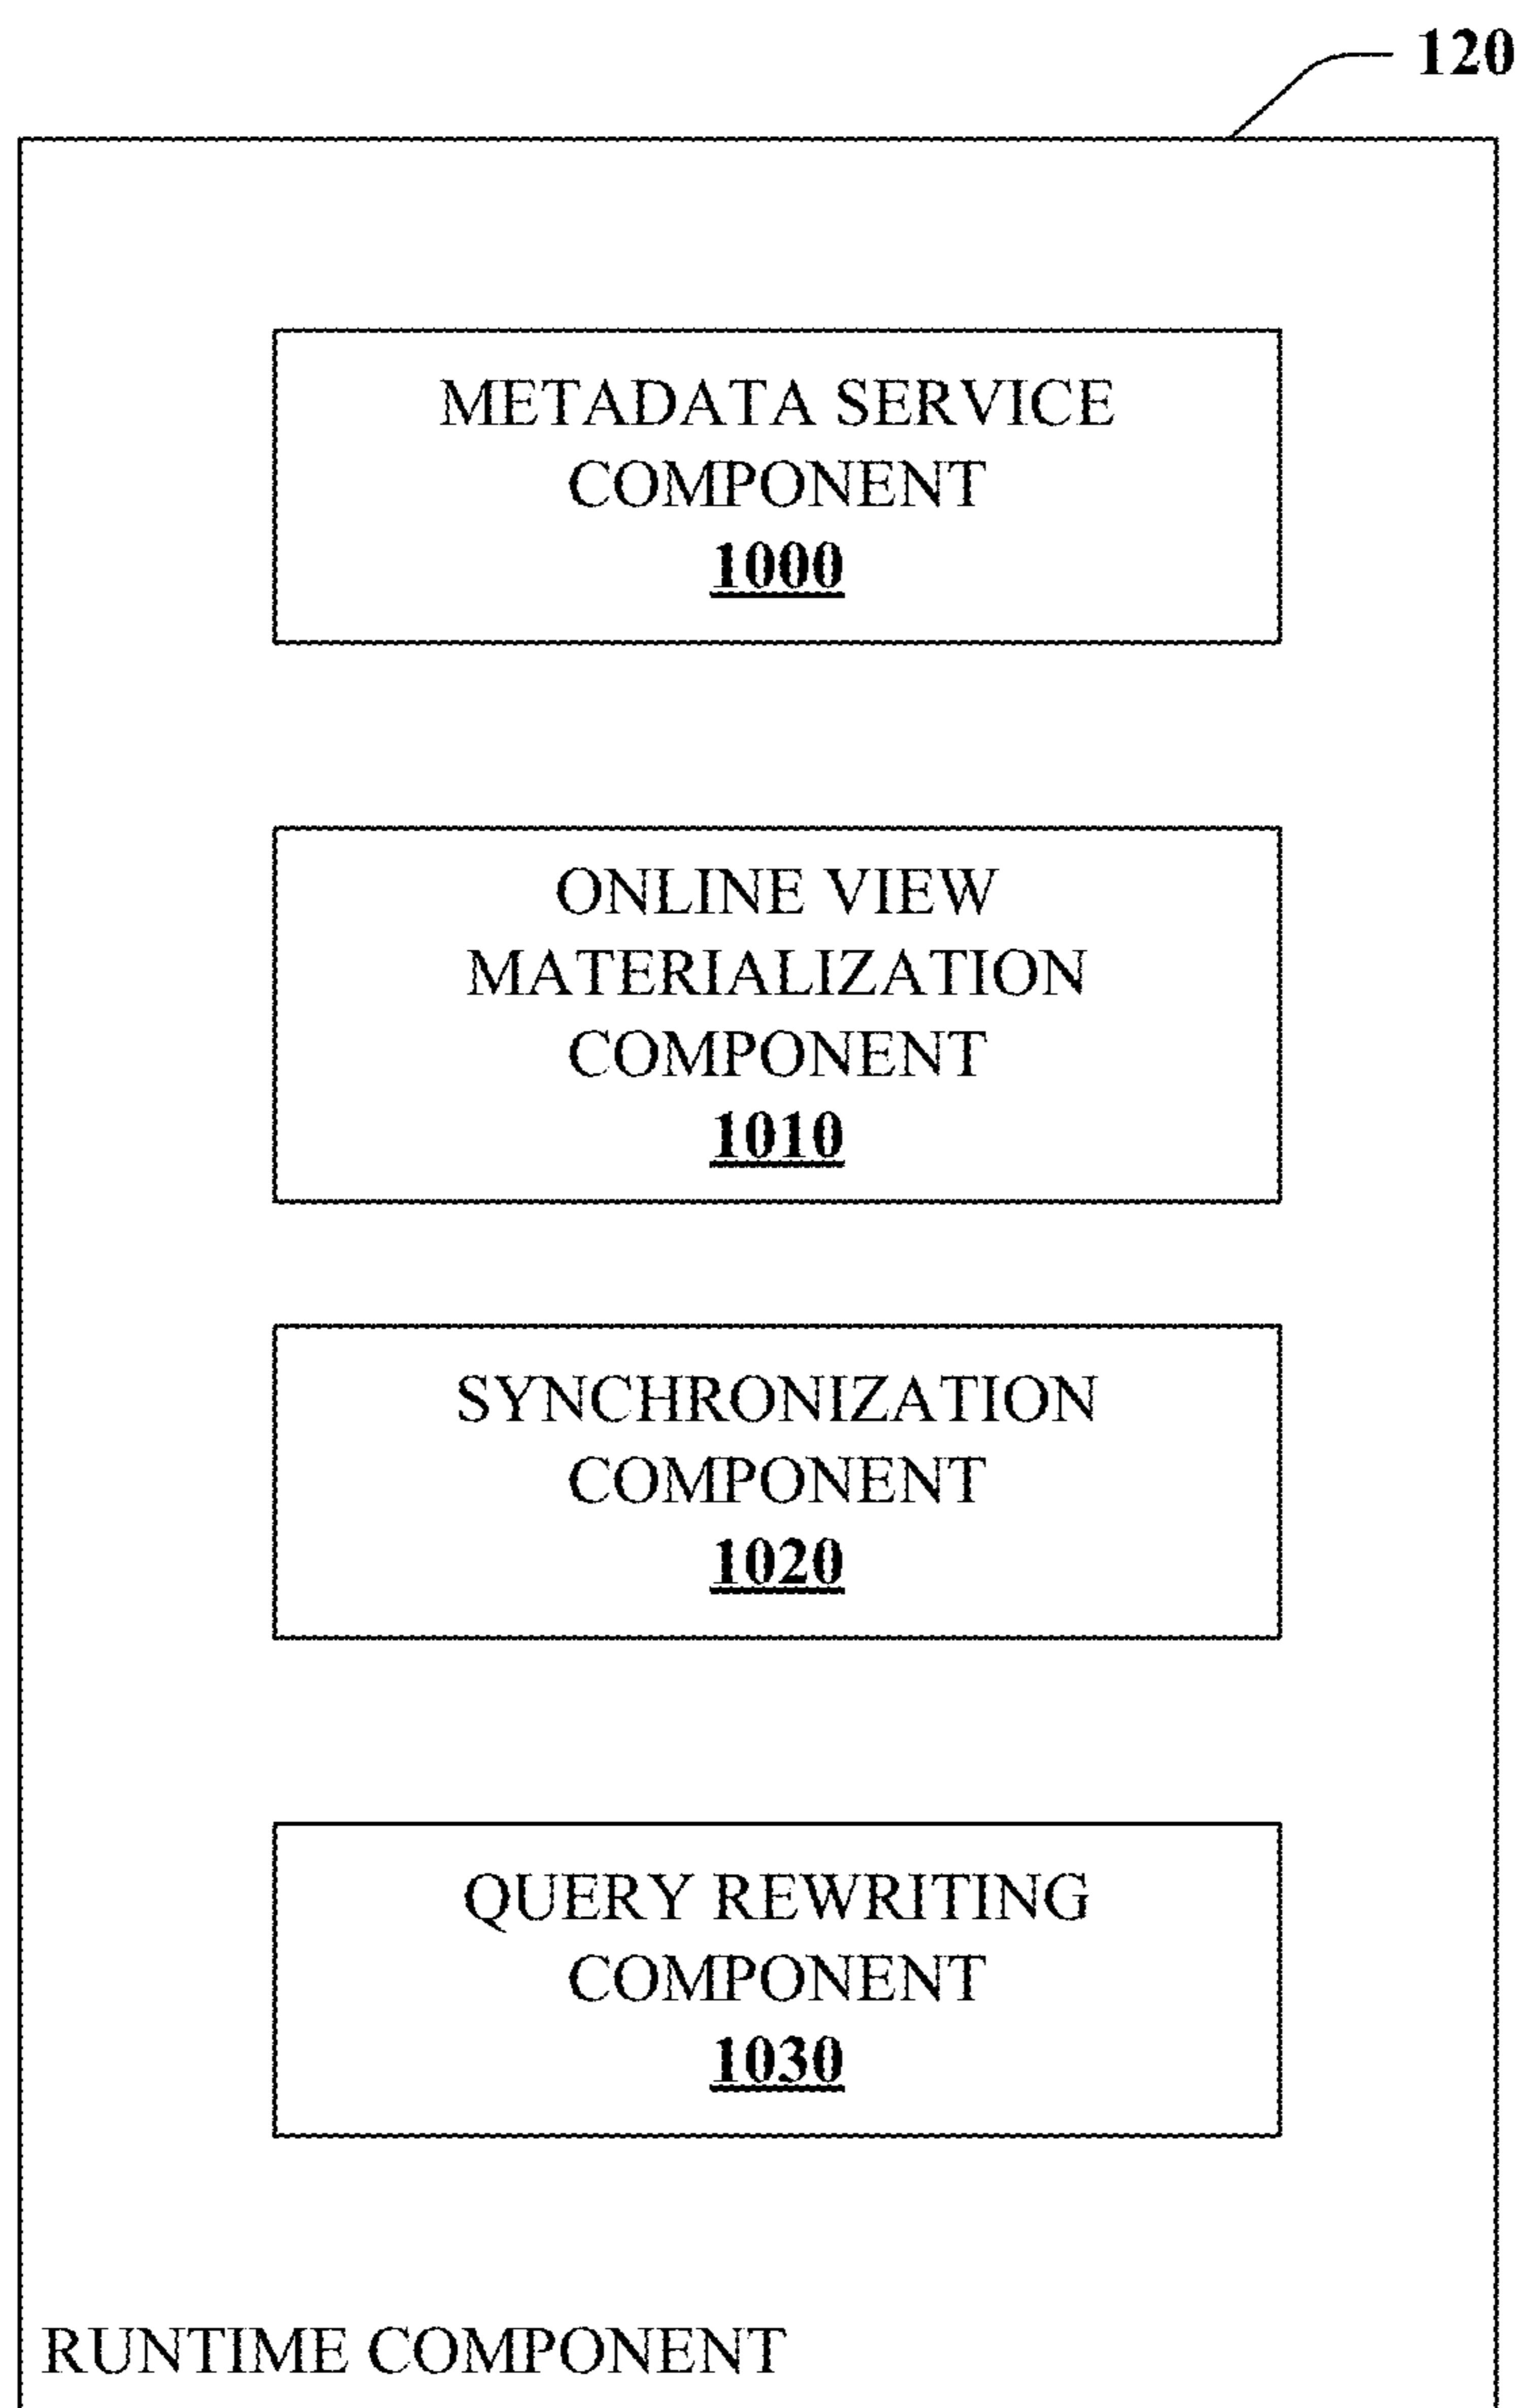 120
METADATA SERVICE
COMPONENT
1000
ONLINE VIEW
MATERIALIZATION
COMPONENT
1010
SYNCHRONIZATION
COMPONENT
1020
QUERY REWRITING
COMPONENT
1030
RUNTIME COMPONENT